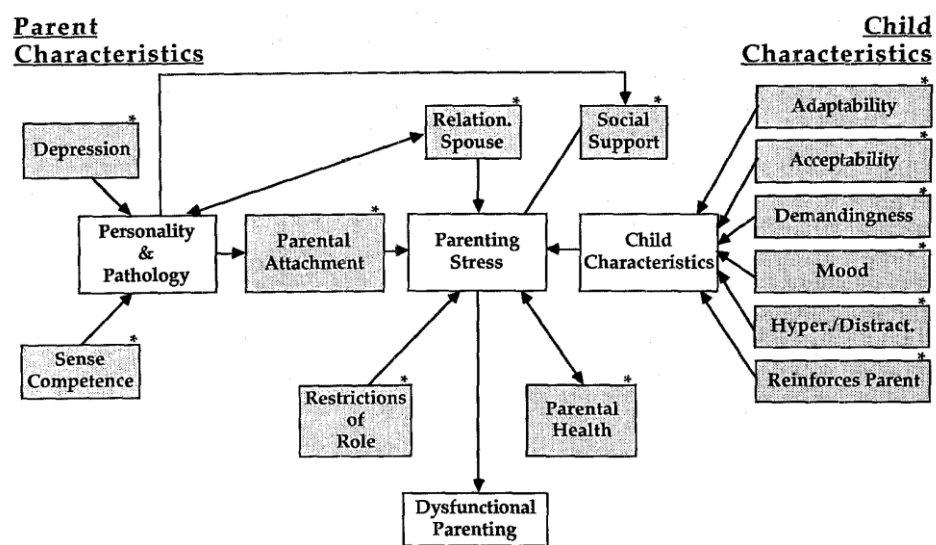 Parent
Characteristics
Child
Characteristics
*
Depression
*
Relation.
Spouse
*
Social
Support
*
Adaptability
*
Acceptability
*
Demandingness
*
Mood
*
Hyper./Distract.
*
Reinforces Parent
Personality
&
Pathology
*
Parental
Attachment
Parenting
Stress
Child
Characteristics
*
Sense
Competence
*
Restrictions
of
Role
*
Parental
Health
Dysfunctional
Parenting